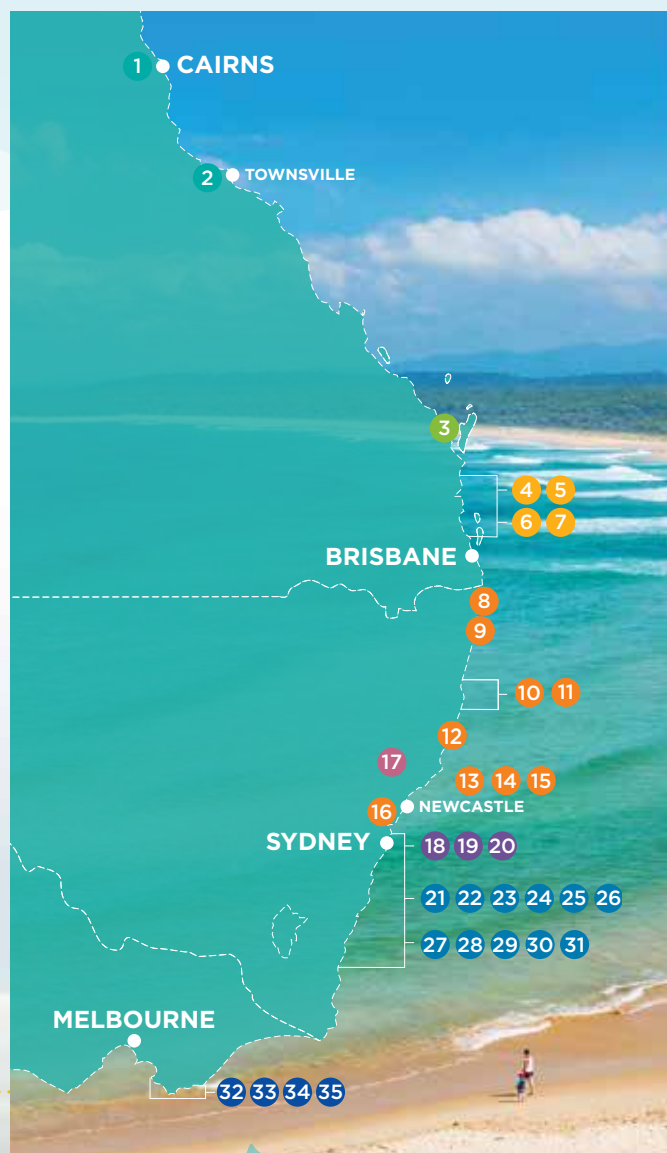 1 CAIRNS
2 TOWNSVILLE
3
4 5
6 7
BRISBANE
8
9
10 11
12
17
13 14 15
16 NEWCASTLE
SYDNEY 18 19 20
21 22 23 24 25 26
27 28 29 30 31
MELBOURNE
32 33 34 35